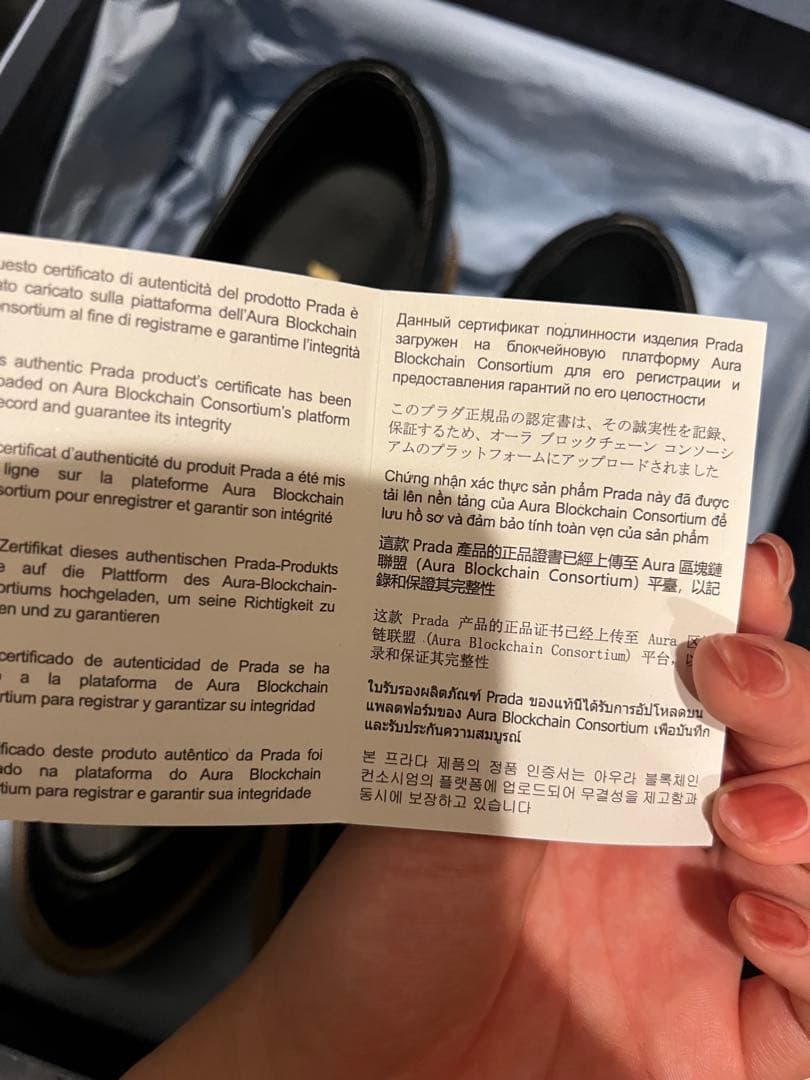 uesto certificato di autenticità del prodotto Prada è
to caricato sulla piattaforma dell'Aura Blockchain
nsortium al fine di registrarne e garantirne l'integrità
s authentic Prada product's certificate has been
oaded on Aura Blockchain Consortium's platform
ecord and guarantee its integrity
certificat d'authenticité du produit Prada a été mis
ligne sur la plateforme Aura Blockchain
sortium pour enregistrer et garantir son intégrité
Zertifikat dieses authentischen Prada-Produkts
e auf die Plattform des Aura-Blockchain-
ortiums hochgeladen, um seine Richtigkeit zu
en und zu garantieren
certificado de autenticidad de Prada se ha
o a la plataforma de Aura Blockchain
rtium para registrar y garantizar su integridad
ficado deste produto autêntico da Prada foi
ado na plataforma do Aura Blockchain
tium para registrar e garantir sua integridade
Данный сертификат подлинности изделия Prada
загружен на блокчейновую платформу Aura
Blockchain Consortium для его регистрации и
предоставления гарантий по его целостности
このプラダ正規品の認定書は、その誠実性を記録、
保証するため、オーラ ブロックチェーン コンソーシ
アムのプラットフォームにアップロードされました
Chứng nhận xác thực sản phẩm Prada này đã được
tải lên nền tảng của Aura Blockchain Consortium để
lưu hồ sơ và đảm bảo tính toàn vẹn của sản phẩm
這款 Prada 產品的正品證書已經上傳至 Aura 區塊鏈
聯盟 (Aura Blockchain Consortium) 平臺，以記
錄和保證其完整性
这款 Prada 产品的正品证书已经上传至 Aura 区
链联盟 (Aura Blockchain Consortium) 平台，以
录和保证其完整性
ใบรับรองผลิตภัณฑ์ Prada ของแท้นี้ได้รับการอัปโหลดบน
แพลตฟอร์มของ Aura Blockchain Consortium เพื่อบันทึก
และรับประกันความสมบูรณ์
본 프라다 제품의 정품 인증서는 아우라 블록체인
컨소시엄의 플랫폼에 업로드되어 무결성을 제고함과
동시에 보장하고 있습니다